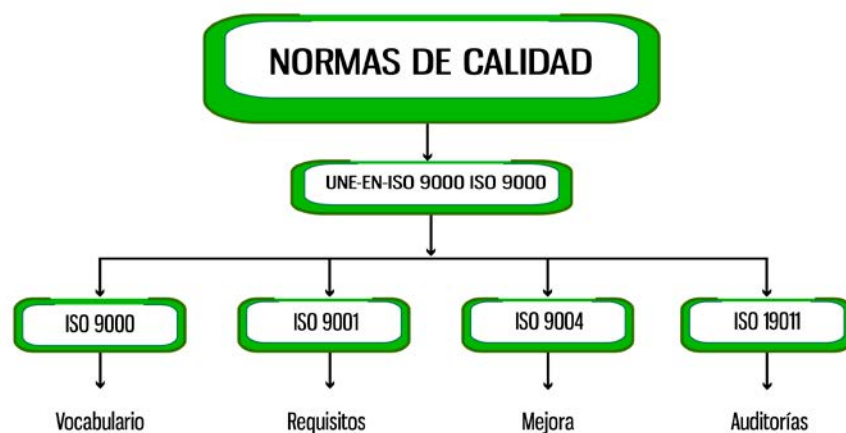 NORMAS DE CALIDAD
UNE-EN-ISO 9000 ISO 9000
ISO 9000
ISO 9001
ISO 9004
ISO 19011
Vocabulario
Requisitos
Mejora
Auditorías